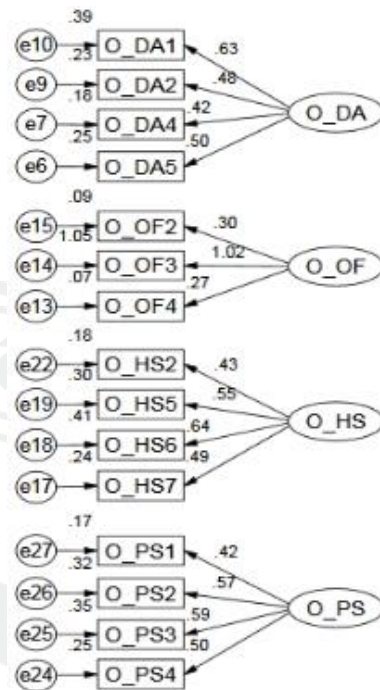 .39
e10 O_DA1 .63
.23
e9 O_DA2 .48
.18
e7 O_DA4 .42 O_DA
.25
e6 O_DA5 .50
.09
e15 O_OF2 .30
1.05
e14 O_OF3 1.02 O_OF
.07
e13 O_OF4 .27
.18
e22 O_HS2 .43
.30
e19 O_HS5 .55
.41
e18 O_HS6 .64 O_HS
.24
e17 O_HS7 .49
.17
e27 O_PS1 .42
.32
e26 O_PS2 .57
.35
e25 O_PS3 .59 O_PS
.25
e24 O_PS4 .50